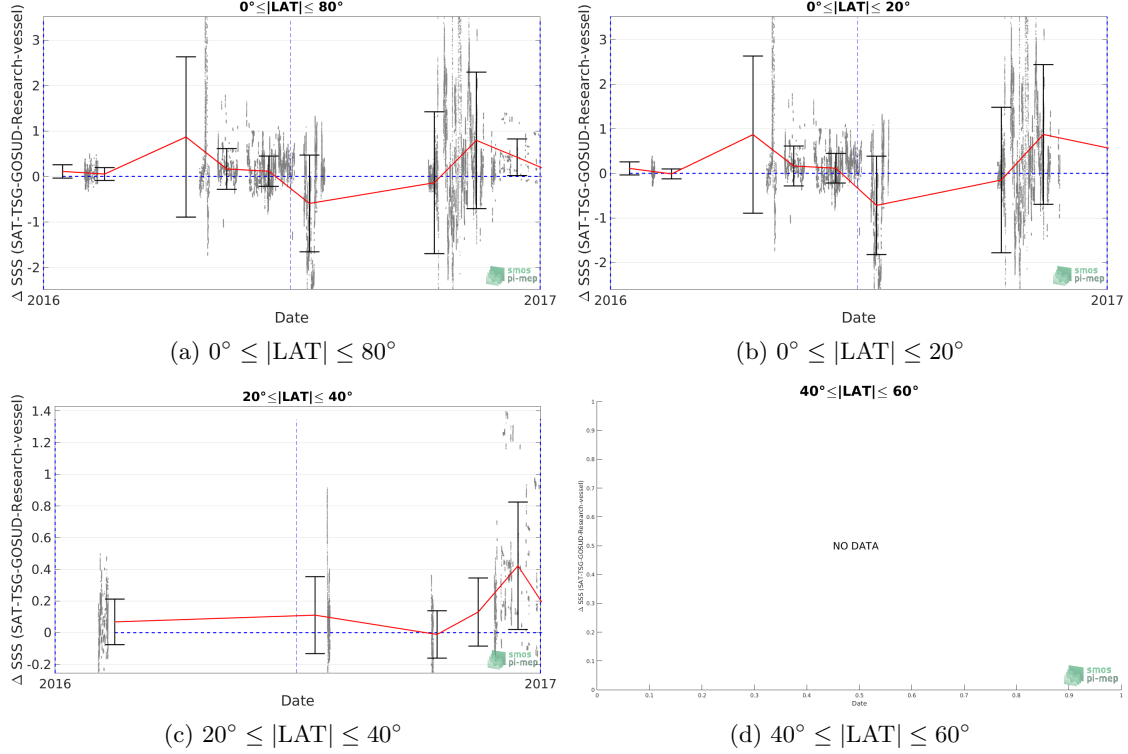 0°≤|LAT|≤ 80°
Δ SSS (SAT-TSG-GOSUD-Research-vessel)
3
2
1
0
-1
-2
2016
2017
Date
smos
pi-mep
(a) 0° ≤ |LAT| ≤ 80°
0°≤|LAT|≤ 20°
Δ SSS (SAT-TSG-GOSUD-Research-vessel)
3
2
1
0
-1
-2
2016
2017
Date
smos
pi-mep
(b) 0° ≤ |LAT| ≤ 20°
20°≤|LAT|≤ 40°
Δ SSS (SAT-TSG-GOSUD-Research-vessel)
1.4
1.2
1
0.8
0.6
0.4
0.2
0
-0.2
2016
2017
Date
smos
pi-mep
(c) 20° ≤ |LAT| ≤ 40°
40°≤|LAT|≤ 60°
Δ SSS (SAT-TSG-GOSUD-Research-vessel)
1
0.9
0.8
0.7
0.6
0.5
0.4
0.3
0.2
0.1
0
NO DATA
0 0.1 0.2 0.3 0.4 0.5 0.6 0.7 0.8 0.9 1
Date
smos
pi-mep
(d) 40° ≤ |LAT| ≤ 60°